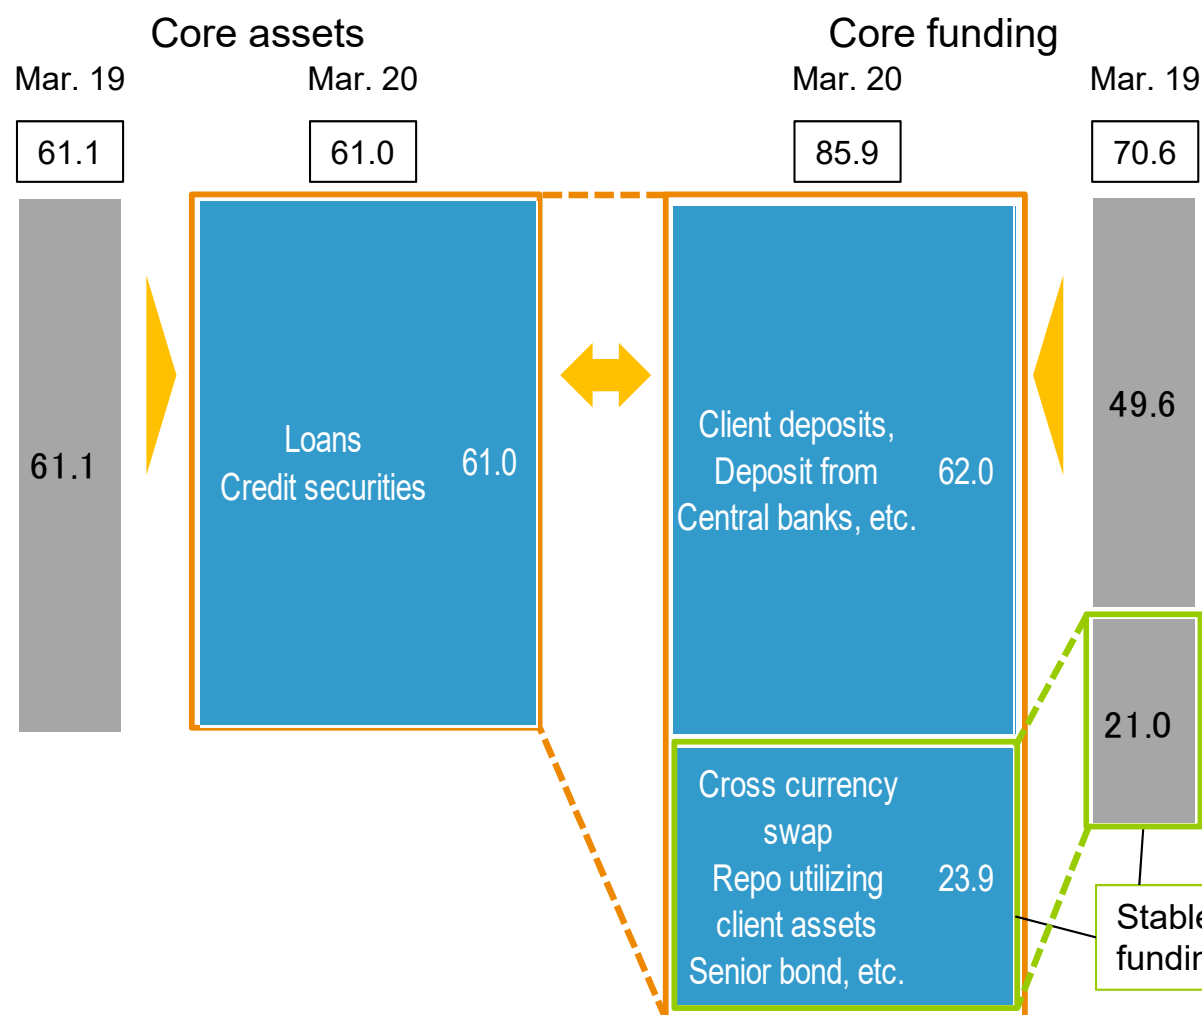 Core assets
Core funding
Mar. 19
Mar. 20
Mar. 20
Mar. 19
61.1
61.0
85.9
70.6
61.1
Loans
Credit securities
61.0
Client deposits,
Deposit from
Central banks, etc.
62.0
49.6
Cross currency
swap
Repo utilizing
client assets
Senior bond, etc.
23.9
21.0
Stable